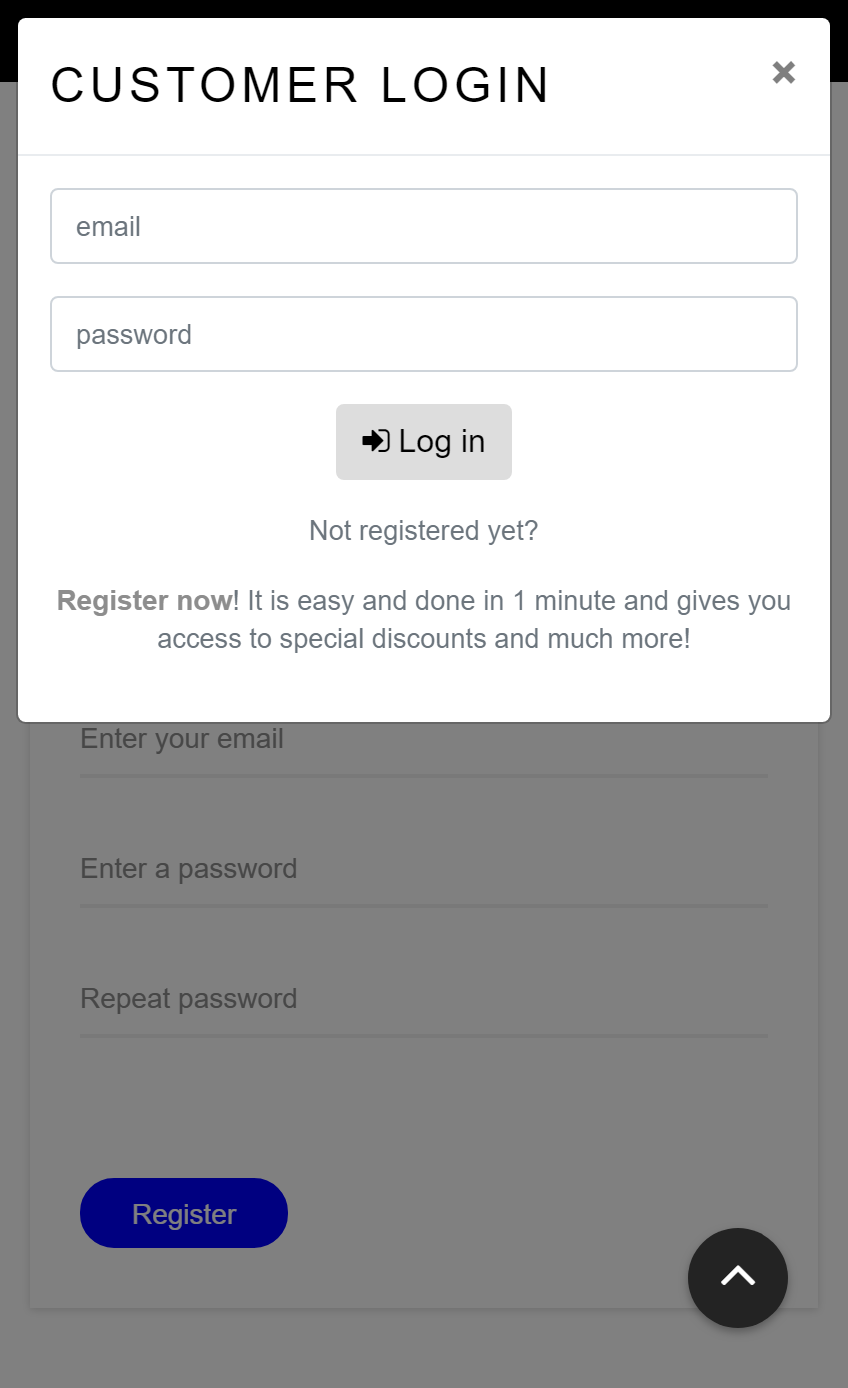 CUSTOMER LOGIN
×
email
password
Log in
Not registered yet?
Register now! It is easy and done in 1 minute and gives you
access to special discounts and much more!
Enter your email
Enter a password
Repeat password
Register